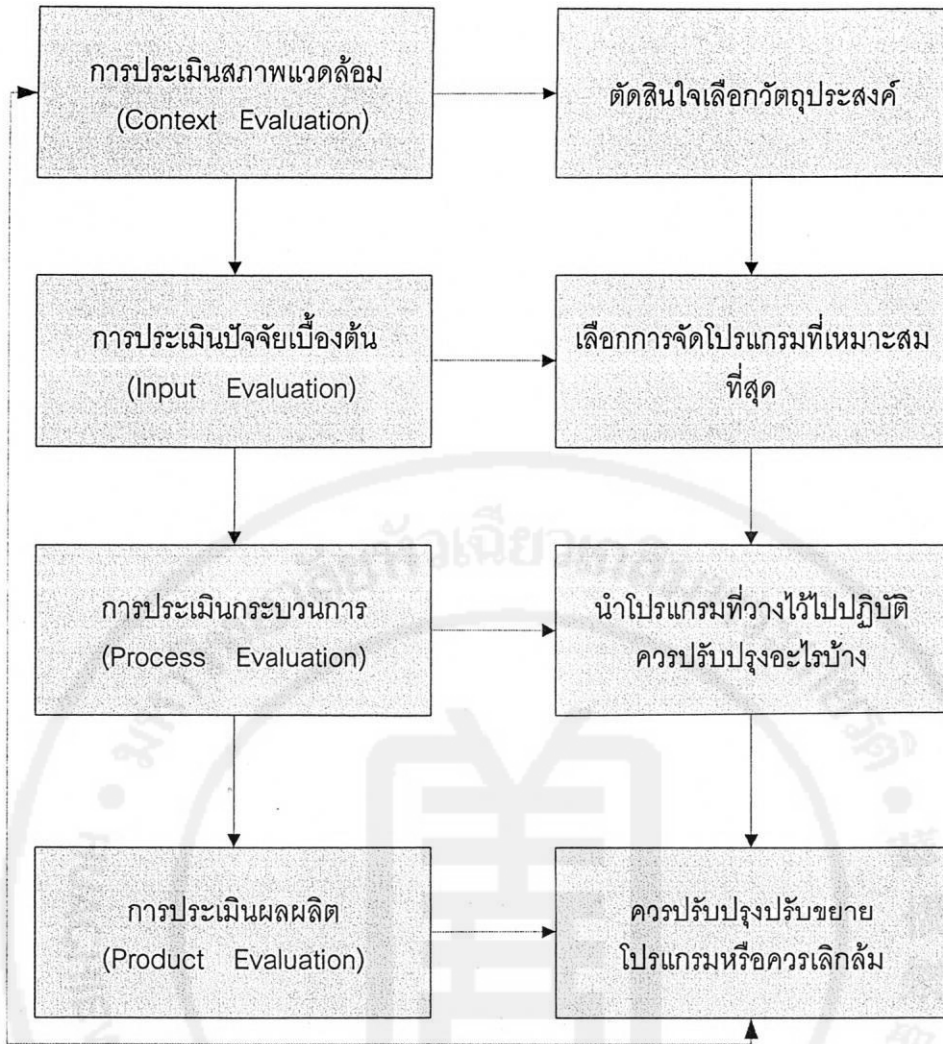 การประเมินสภาพแวดล้อม
(Context Evaluation)
ตัดสินใจเลือกวัตถุประสงค์
การประเมินปัจจัยเบื้องต้น
(Input Evaluation)
เลือกการจัดโปรแกรมที่เหมาะสม
ที่สุด
การประเมินกระบวนการ
(Process Evaluation)
นำโปรแกรมที่วางไว้ไปปฏิบัติ
ควรปรับปรุงอะไรบ้าง
การประเมินผลผลิต
(Product Evaluation)
ควรปรับปรุงปรับขยาย
โปรแกรมหรือควรเลิกล้ม